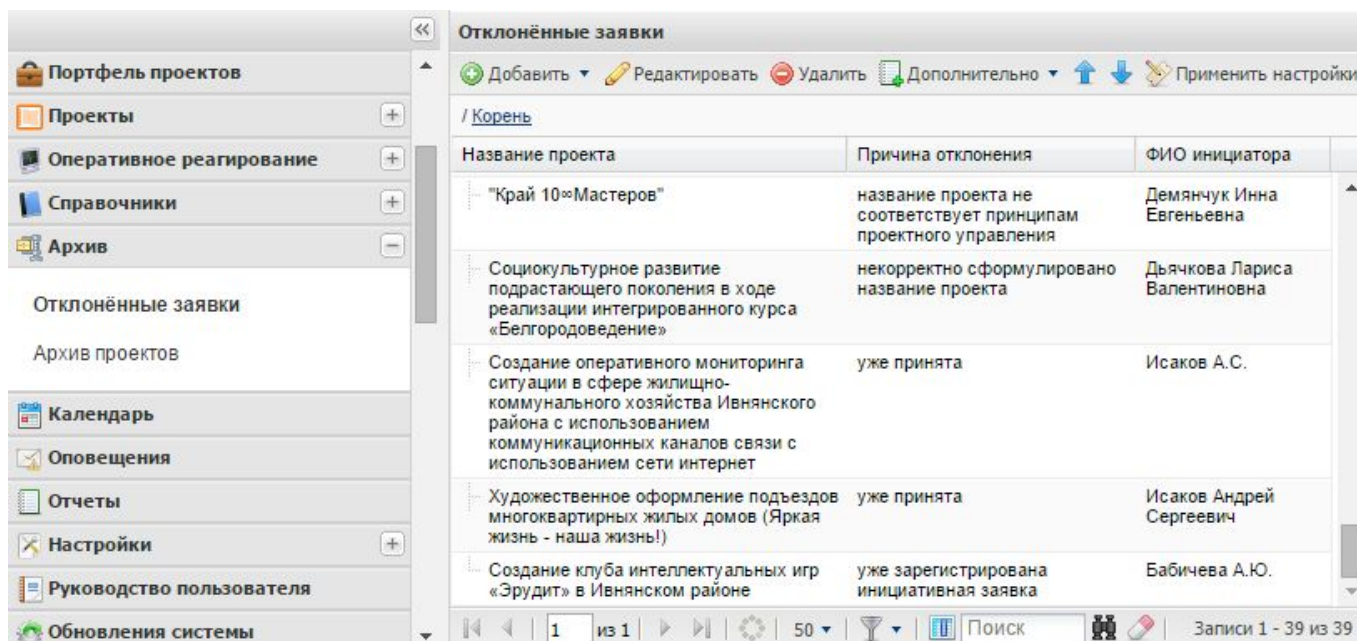 Портфель проектов
Проекты
Оперативное реагирование
Справочники
Архив
Отклонённые заявки
Архив проектов
Календарь
Оповещения
Отчеты
Настройки
Руководство пользователя
Обновления системы
Отклонённые заявки
Добавить Редактировать Удалить Дополнительно Применить настройки
/ Корень
Название проекта Причина отклонения ФИО инициатора
"Край 10∞Мастеров" название проекта не Демянчук Инна
соответствует принципам Евгеньевна
проектного управления
Социокультурное развитие некорректно сформулировано Дьячкова Лариса
подрастающего поколения в ходе название проекта Валентиновна
реализации интегрированного курса
«Белгородоведение»
Создание оперативного мониторинга уже принята Исаков А.С.
ситуации в сфере жилищно-
коммунального хозяйства Ивнянского
района с использованием
коммуникационных каналов связи с
использованием сети интернет
Художественное оформление подъездов уже принята Исаков Андрей
многоквартирных жилых домов (Яркая Сергеевич
жизнь - наша жизнь!)
Создание клуба интеллектуальных игр уже зарегистрирована Бабичева А.Ю.
«Эрудит» в Ивнянском районе инициативная заявка
1 из 1 50 Поиск Записи 1 - 39 из 39